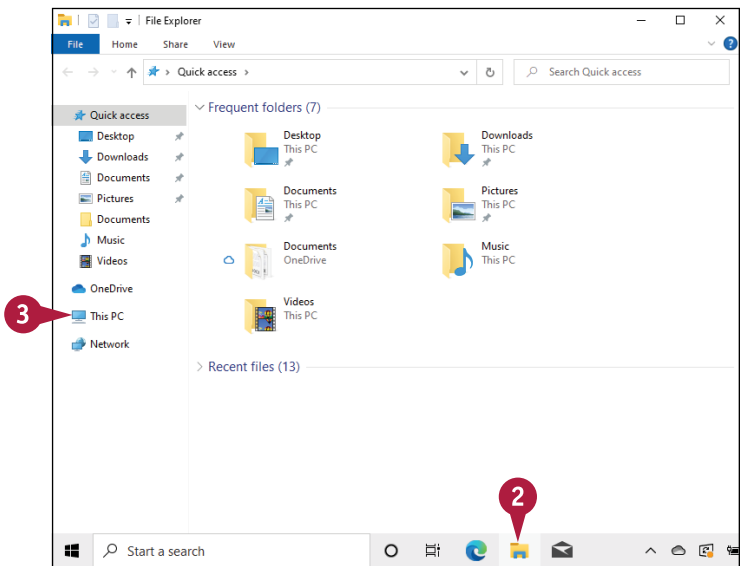 File Explorer
File Home Share View
Quick access
Search Quick access
Quick access
Desktop
Downloads
Documents
Pictures
Documents
Music
Videos
OneDrive
This PC
Network
Frequent folders (7)
Desktop
This PC
Downloads
This PC
Documents
This PC
Pictures
This PC
Documents
OneDrive
Music
This PC
Videos
This PC
Recent files (13)
3
2
Start a search